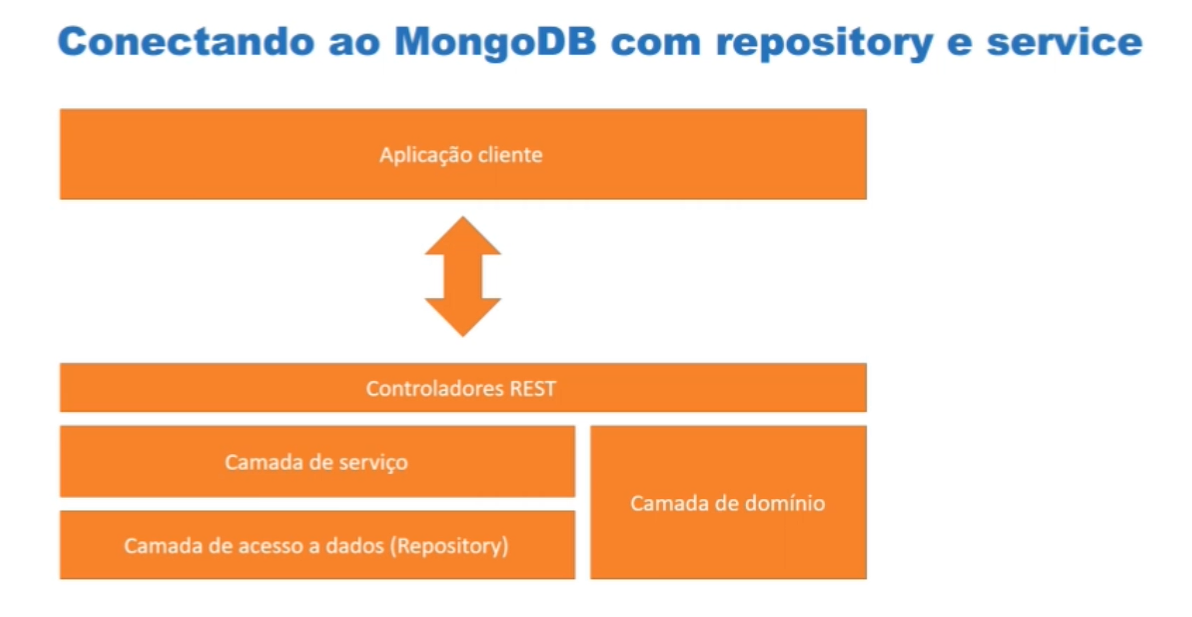 Conectando ao MongoDB com repository e service
Aplicação cliente
Controladores REST
Camada de serviço
Camada de domínio
Camada de acesso a dados (Repository)